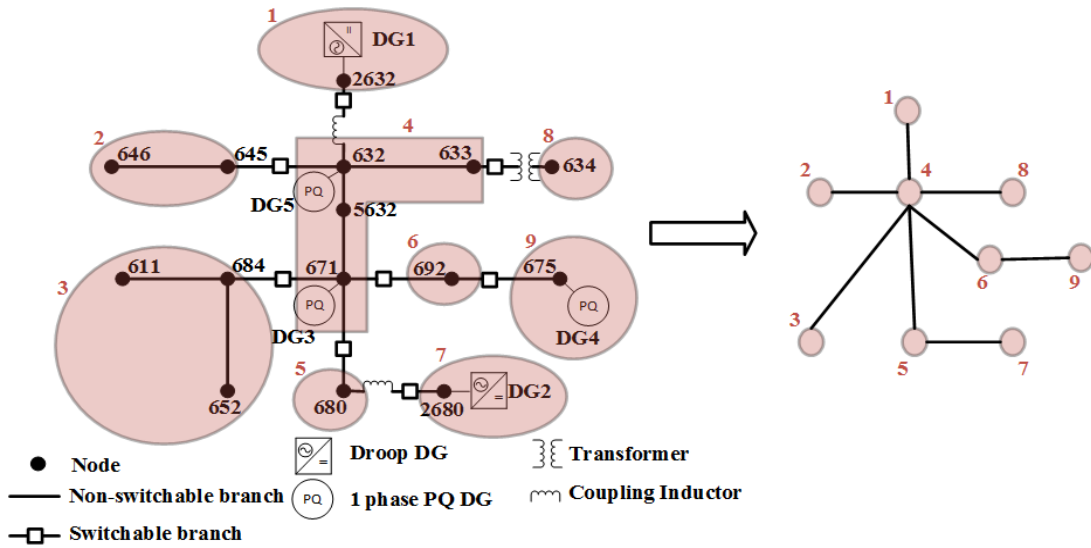 1
DG1
2632
2
646
645
4
632
633
8
634
PQ
DG5
5632
3
611
684
671
6
692
9
675
PQ
DG3
PQ
DG4
652
5
680
7
2680
DG2
Node
Non-switchable branch
Switchable branch
Droop DG
PQ
1 phase PQ DG
Transformer
Coupling Inductor
1
2
4
8
6
9
3
5
7